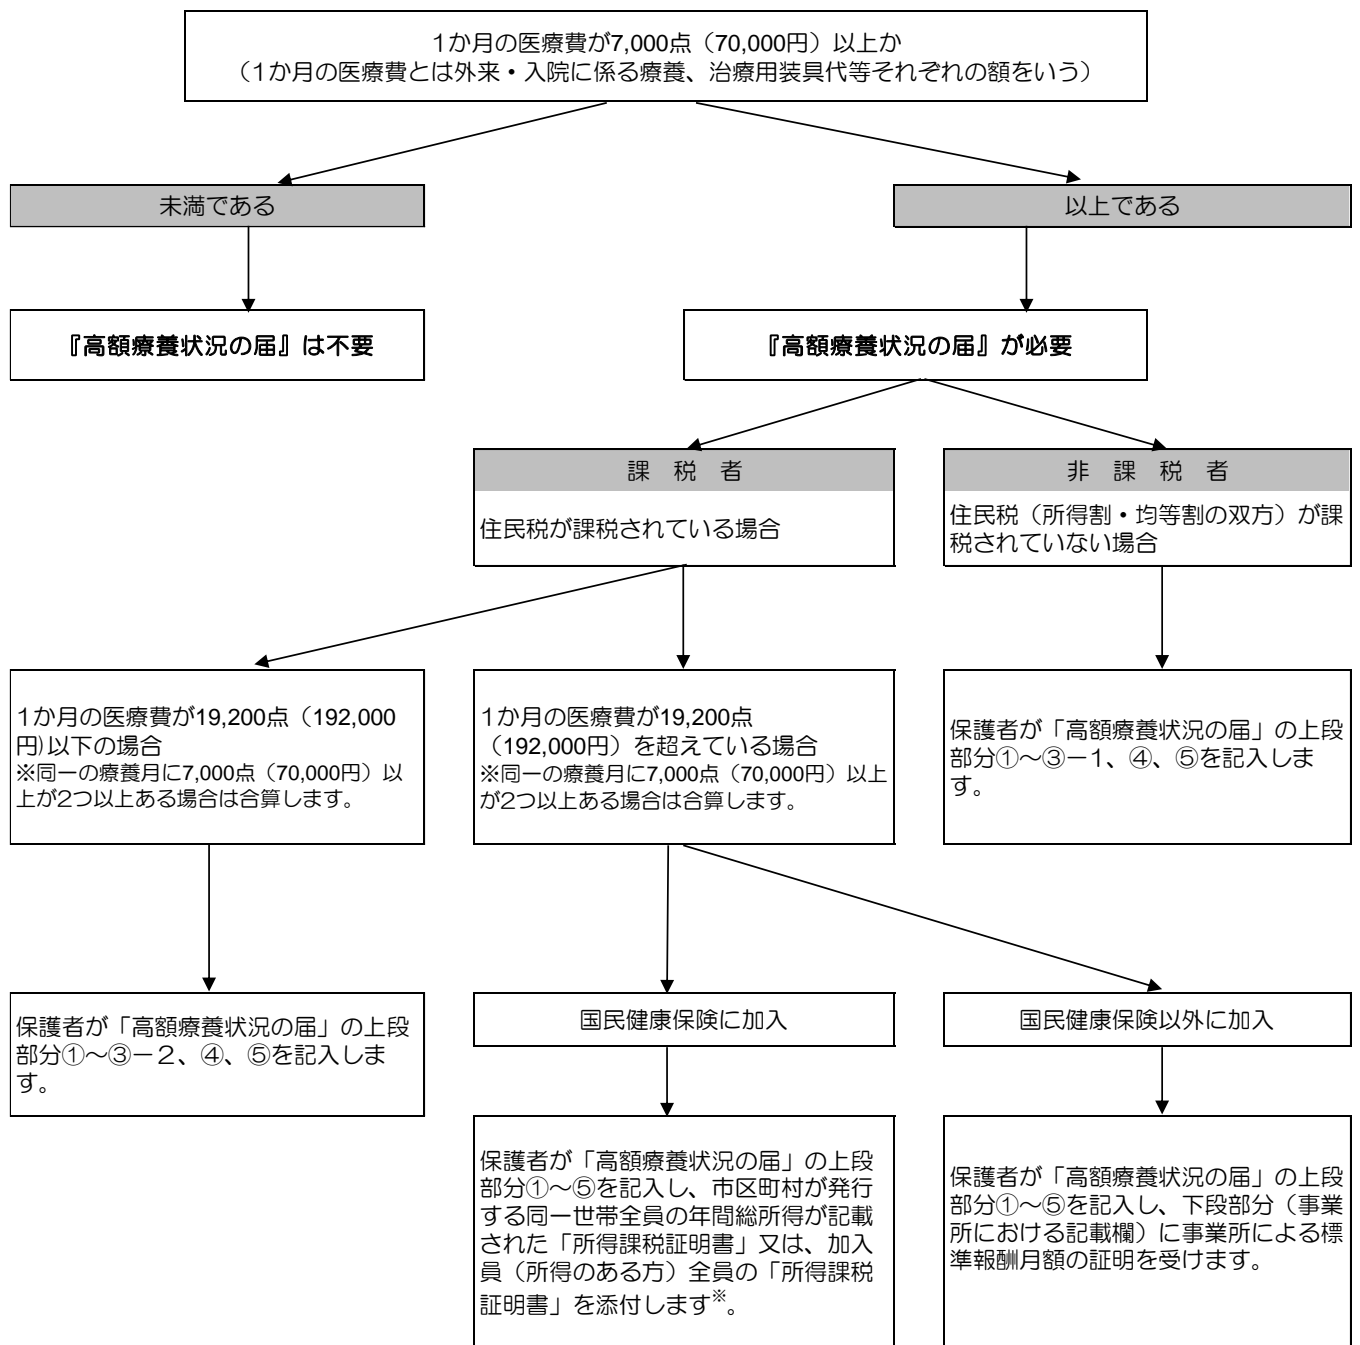 1か月の医療費が7,000点（70,000円）以上か
（1か月の医療費とは外来・入院に係る療養、治療用装具代等それぞれの額をいう）
未満である
以上である
『高額療養状況の届』は不要
『高額療養状況の届』が必要
課　税　者
住民税が課税されている場合
非　課　税　者
住民税（所得割・均等割の双方）が課
税されていない場合
1か月の医療費が19,200点（192,000
円)以下の場合
※同一の療養月に7,000点（70,000円）以
上が2つ以上ある場合は合算します。
1か月の医療費が19,200点
（192,000円）を超えている場合
※同一の療養月に7,000点（70,000円）以上
が2つ以上ある場合は合算します。
保護者が「高額療養状況の届」の上段
部分①～③－1、④、⑤を記入しま
す。
保護者が「高額療養状況の届」の上段
部分①～③－２、④、⑤を記入しま
す。
国民健康保険に加入
国民健康保険以外に加入
保護者が「高額療養状況の届」の上段
部分①～⑤を記入し、市区町村が発行
する同一世帯全員の年間総所得が記載
された「所得課税証明書」又は、加入
員（所得のある方）全員の「所得課税
証明書」を添付します※。
保護者が「高額療養状況の届」の上段
部分①～⑤を記入し、下段部分（事業
所における記載欄）に事業所による標
準報酬月額の証明を受けます。